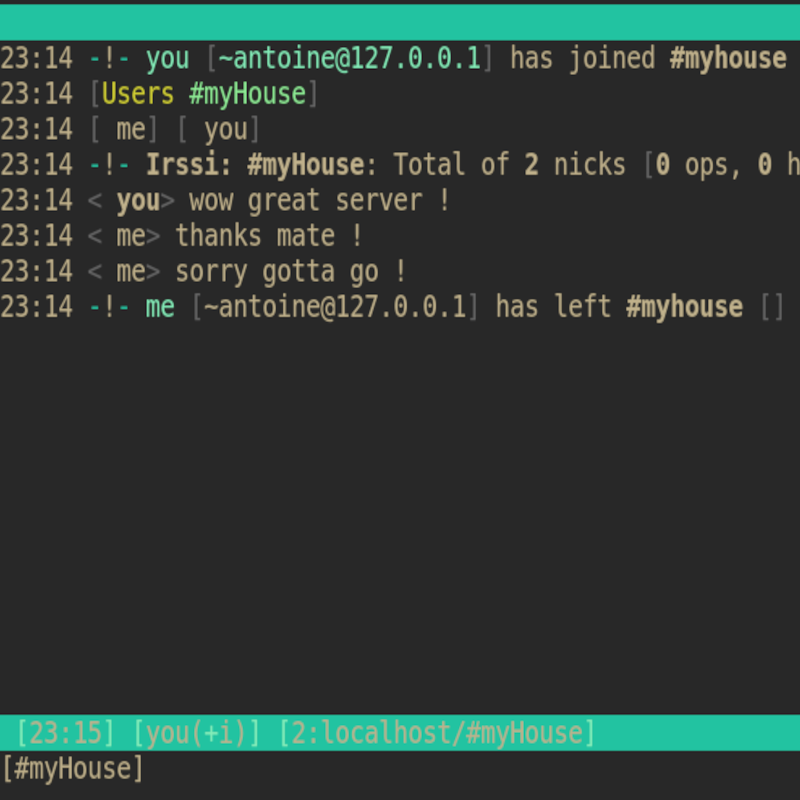 23:14 -!- you [~antoine@127.0.0.1] has joined #myhouse
23:14 [Users #myHouse]
23:14 [ me] [ you]
23:14 -!- Irssi: #myHouse: Total of 2 nicks [0 ops, 0 h
23:14 < you> wow great server !
23:14 < me> thanks mate !
23:14 < me> sorry gotta go !
23:14 -!- me [~antoine@127.0.0.1] has left #myhouse []
[23:15] [you(+i)] [2:localhost/#myHouse]
[#myHouse]